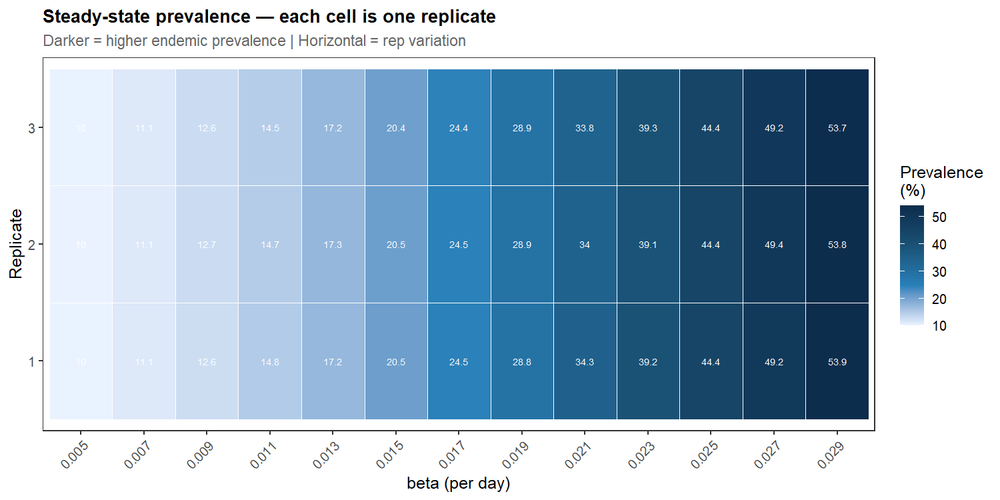 Steady-state prevalence — each cell is one replicate
Darker = higher endemic prevalence | Horizontal = rep variation
3
10 11.1 12.6 14.5 17.2 20.4 24.4 28.9 33.8 39.3 44.4 49.2 53.7
2
10 11.1 12.7 14.7 17.3 20.5 24.5 28.9 34 39.1 44.4 49.4 53.8
1
10 11.1 12.6 14.8 17.2 20.5 24.5 28.8 34.3 39.2 44.4 49.2 53.9
Replicate
0.005 0.007 0.009 0.011 0.013 0.015 0.017 0.019 0.021 0.023 0.025 0.027 0.029
beta (per day)
Prevalence
(%)
50
40
30
20
10